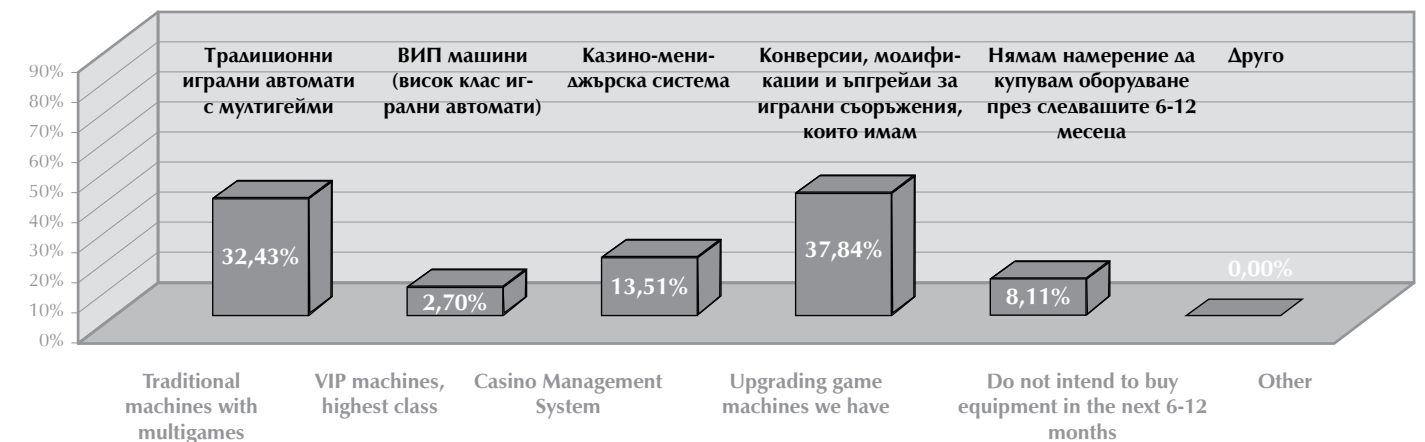 Традиционни
игрални автомати
с мултигейми
ВИП машини
(висок клас иг-
рални автомати)
Казино-мени-
джърска система
Конверсии, модифи-
кации и ъпгрейди за
игрални съоръжения,
които имам
Нямам намерение да
купувам оборудване
през следващите 6-12
месеца
Друго
90%
80%
70%
60%
50%
40%
30%
20%
10%
0%
32,43%
2,70%
13,51%
37,84%
8,11%
0,00%
Traditional
machines with
multigames
VIP machines,
highest class
Casino Management
System
Upgrading game
machines we have
Do not intend to buy
equipment in the next 6-12
months
Other